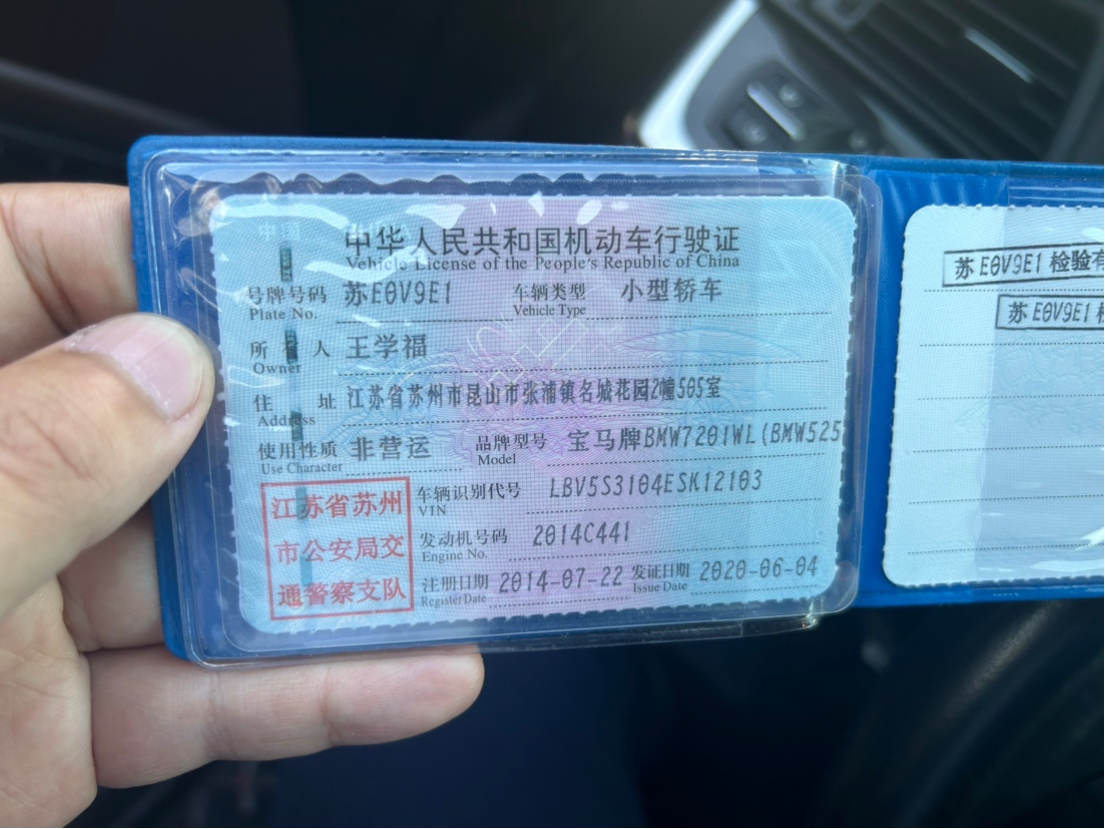 中华人民共和国机动车行驶证
Vehicle License of the People's Republic of China
号牌号码 苏E0V9E1 车辆类型 小型轿车
Plate No. Vehicle Type
所有人 王学福
Owner
住址 江苏省苏州市昆山市张浦镇名城花园2幢505室
Address
使用性质 非营运 品牌型号 宝马牌BMW7201WL(BMW525
Use Character Model
江苏省苏州
市公安局交
通警察支队
车辆识别代号 LBV5S3104ESK12103
VIN
发动机号码 2014C441
Engine No.
注册日期 2014-07-22 发证日期 2020-06-04
Register Date Issue Date
苏E0V9E1 检验有
苏E0V9E1